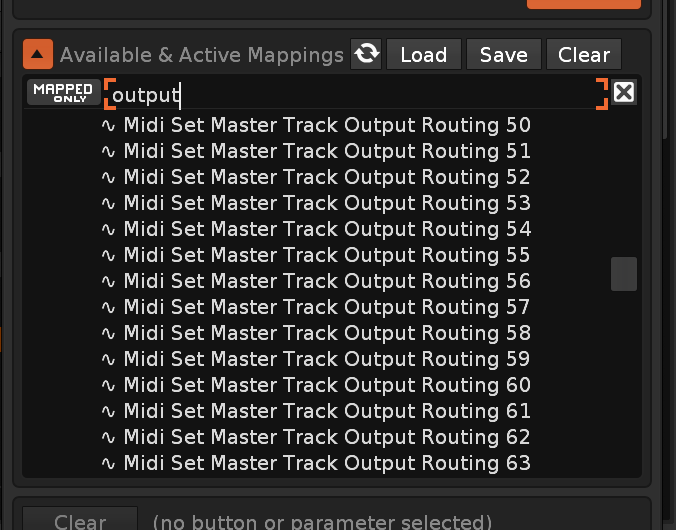 Available & Active Mappings Load Save Clear
MAPPED ONLY output
∿ Midi Set Master Track Output Routing 50
∿ Midi Set Master Track Output Routing 51
∿ Midi Set Master Track Output Routing 52
∿ Midi Set Master Track Output Routing 53
∿ Midi Set Master Track Output Routing 54
∿ Midi Set Master Track Output Routing 55
∿ Midi Set Master Track Output Routing 56
∿ Midi Set Master Track Output Routing 57
∿ Midi Set Master Track Output Routing 58
∿ Midi Set Master Track Output Routing 59
∿ Midi Set Master Track Output Routing 60
∿ Midi Set Master Track Output Routing 61
∿ Midi Set Master Track Output Routing 62
∿ Midi Set Master Track Output Routing 63
Clear (no button or parameter selected)